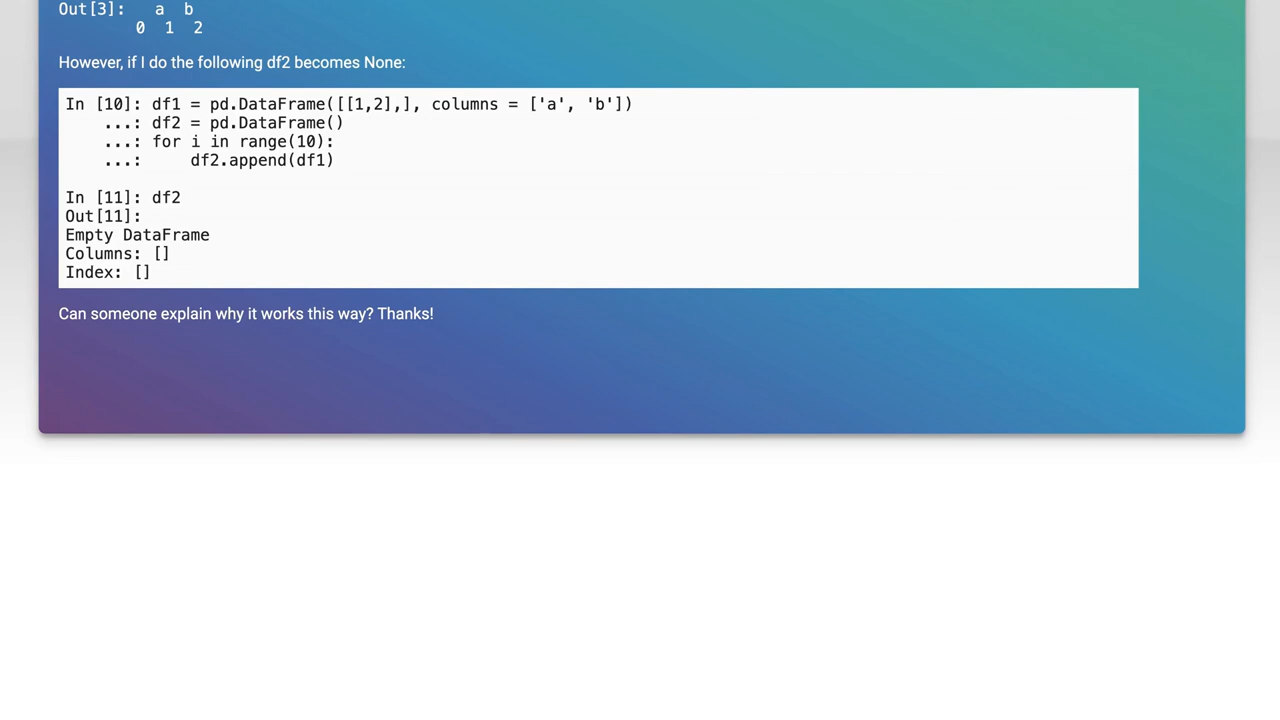 Out[3]:   a  b
        0  1  2
However, if I do the following df2 becomes None:
In [10]: df1 = pd.DataFrame([[1,2],], columns = ['a', 'b'])
    ...: df2 = pd.DataFrame()
    ...: for i in range(10):
    ...:     df2.append(df1)
In [11]: df2
Out[11]:
Empty DataFrame
Columns: []
Index: []
Can someone explain why it works this way? Thanks!